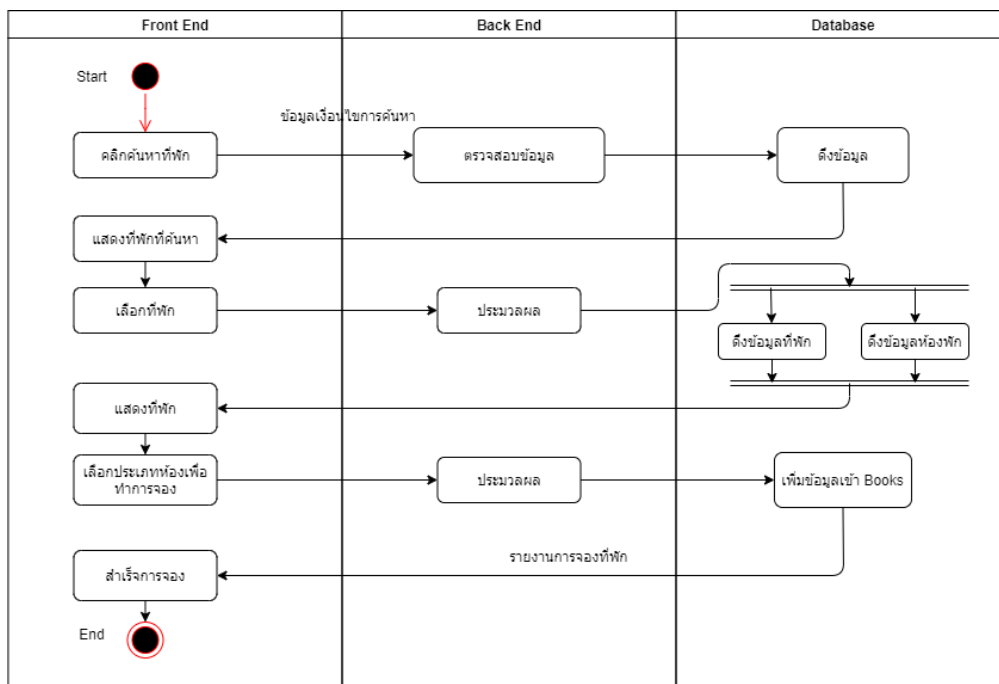 Front End
Back End
Database
Start
ข้อมูลเงื่อนไขการค้นหา
คลิกค้นหาที่พัก
ตรวจสอบข้อมูล
ดึงข้อมูล
แสดงที่พักที่ค้นหา
เลือกที่พัก
ประมวลผล
ดึงข้อมูลที่พัก
ดึงข้อมูลห้องพัก
แสดงที่พัก
เลือกประเภทห้องเพื่อ
ทำการจอง
ประมวลผล
เพิ่มข้อมูลเข้า Books
รายงานการจองที่พัก
สำเร็จการจอง
End